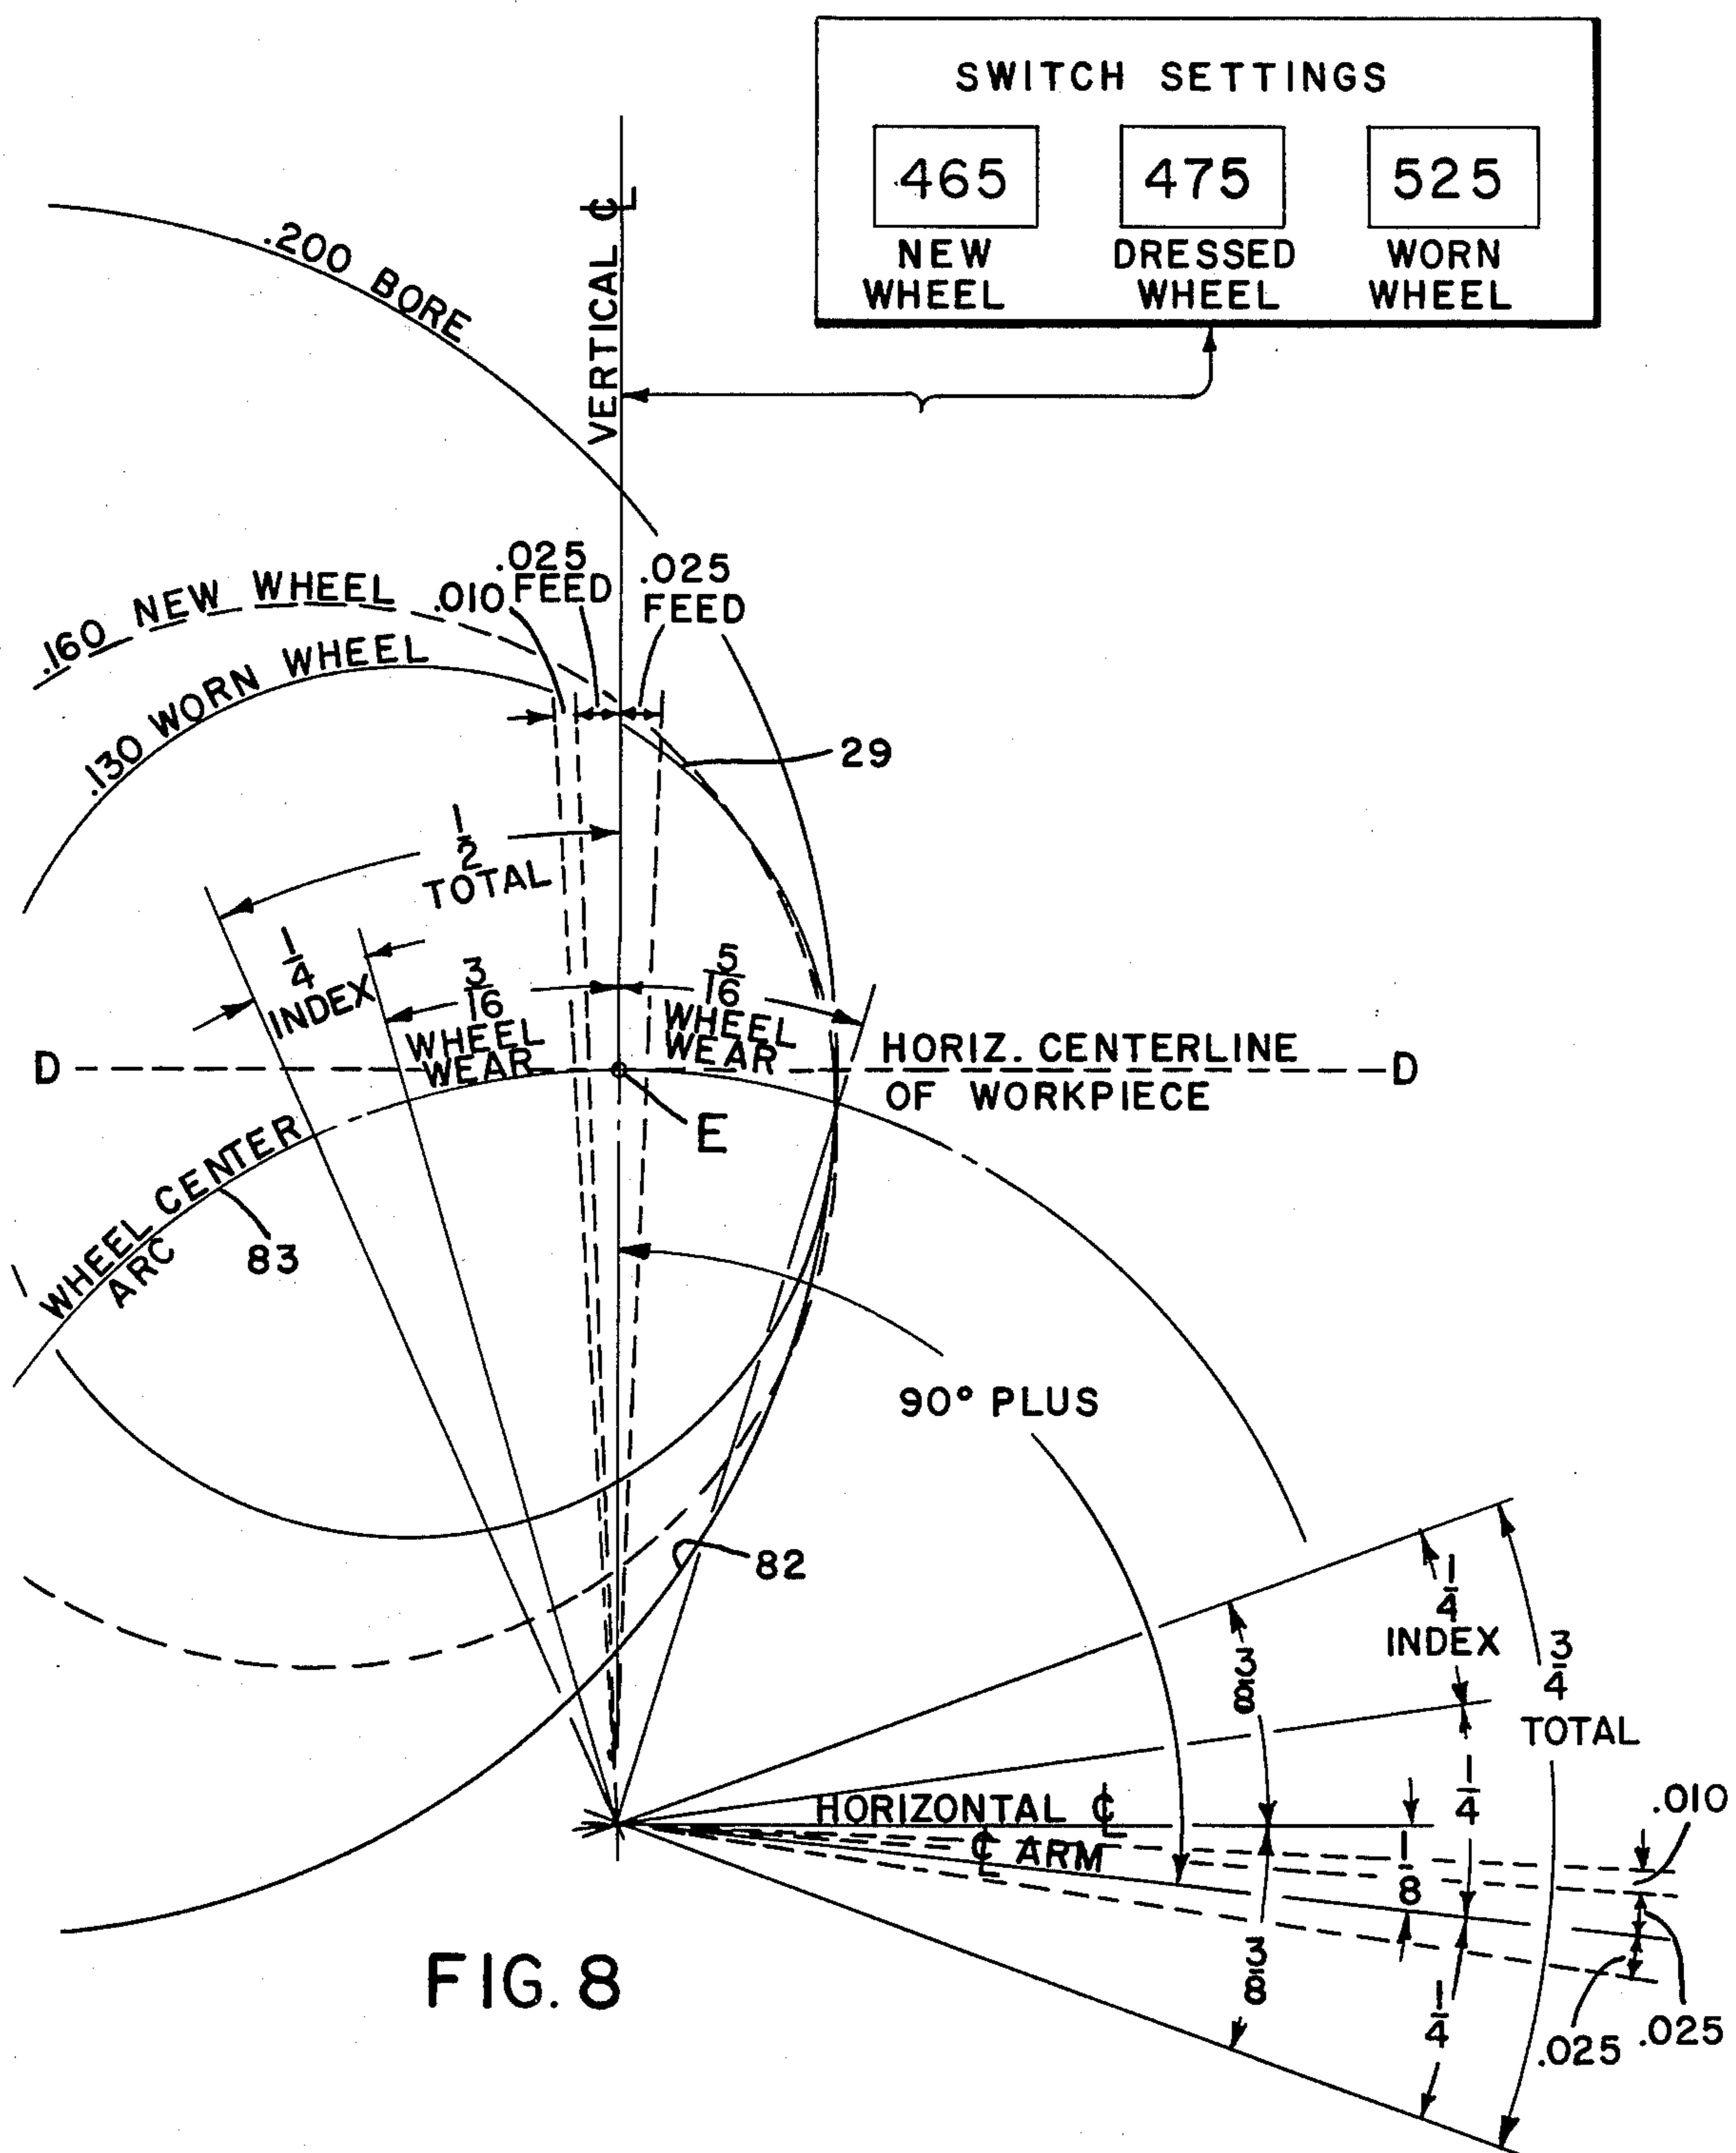 SWITCH SETTINGS
465
475
525
NEW
WHEEL
DRESSED
WHEEL
WORN
WHEEL
VERTICAL ℄
.200 BORE
.160 NEW WHEEL
.130 WORN WHEEL
.010
.025
FEED
.025
FEED
29
1/2
TOTAL
1/4
INDEX
3/16
WHEEL
WEAR
5/16
WHEEL
WEAR
D
HORIZ. CENTERLINE
OF WORKPIECE
D
E
WHEEL CENTER
ARC
83
90° PLUS
82
1/4
INDEX
3/4
TOTAL
3/8
1/4
.010
HORIZONTAL ℄
℄ ARM
1/8
3/8
1/4
.025
.025
FIG. 8